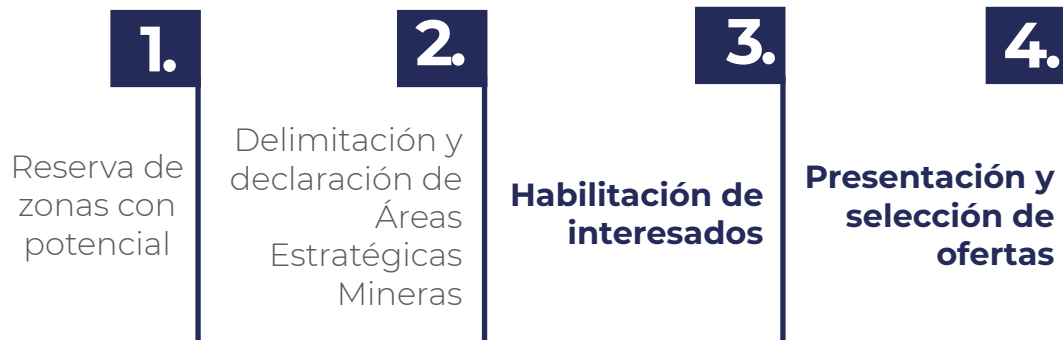 1.
Reserva de
zonas con
potencial
2.
Delimitación y
declaración de
Áreas
Estratégicas
Mineras
3.
Habilitación de
interesados
4.
Presentación y
selección de
ofertas